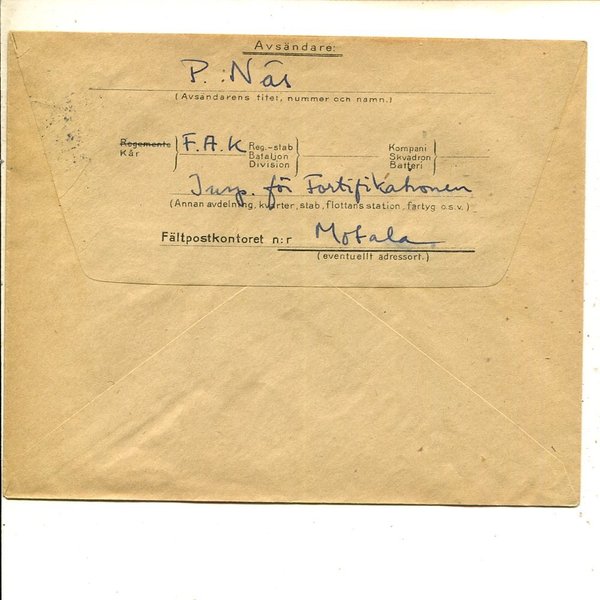 Avsändare:
P. Näs
(Avsändarens titel, nummer och namn.)
Regemente
Kår
F.A.K
Reg.-stab
Bataljon
Division
Kompani
Skvadron
Batteri
Insp. för Fortifikationen
(Annan avdelning, kvarter, stab, flottans station, fartyg o.s.v.)
Fältpostkontoret n:r Motala
(eventuellt adressort.)